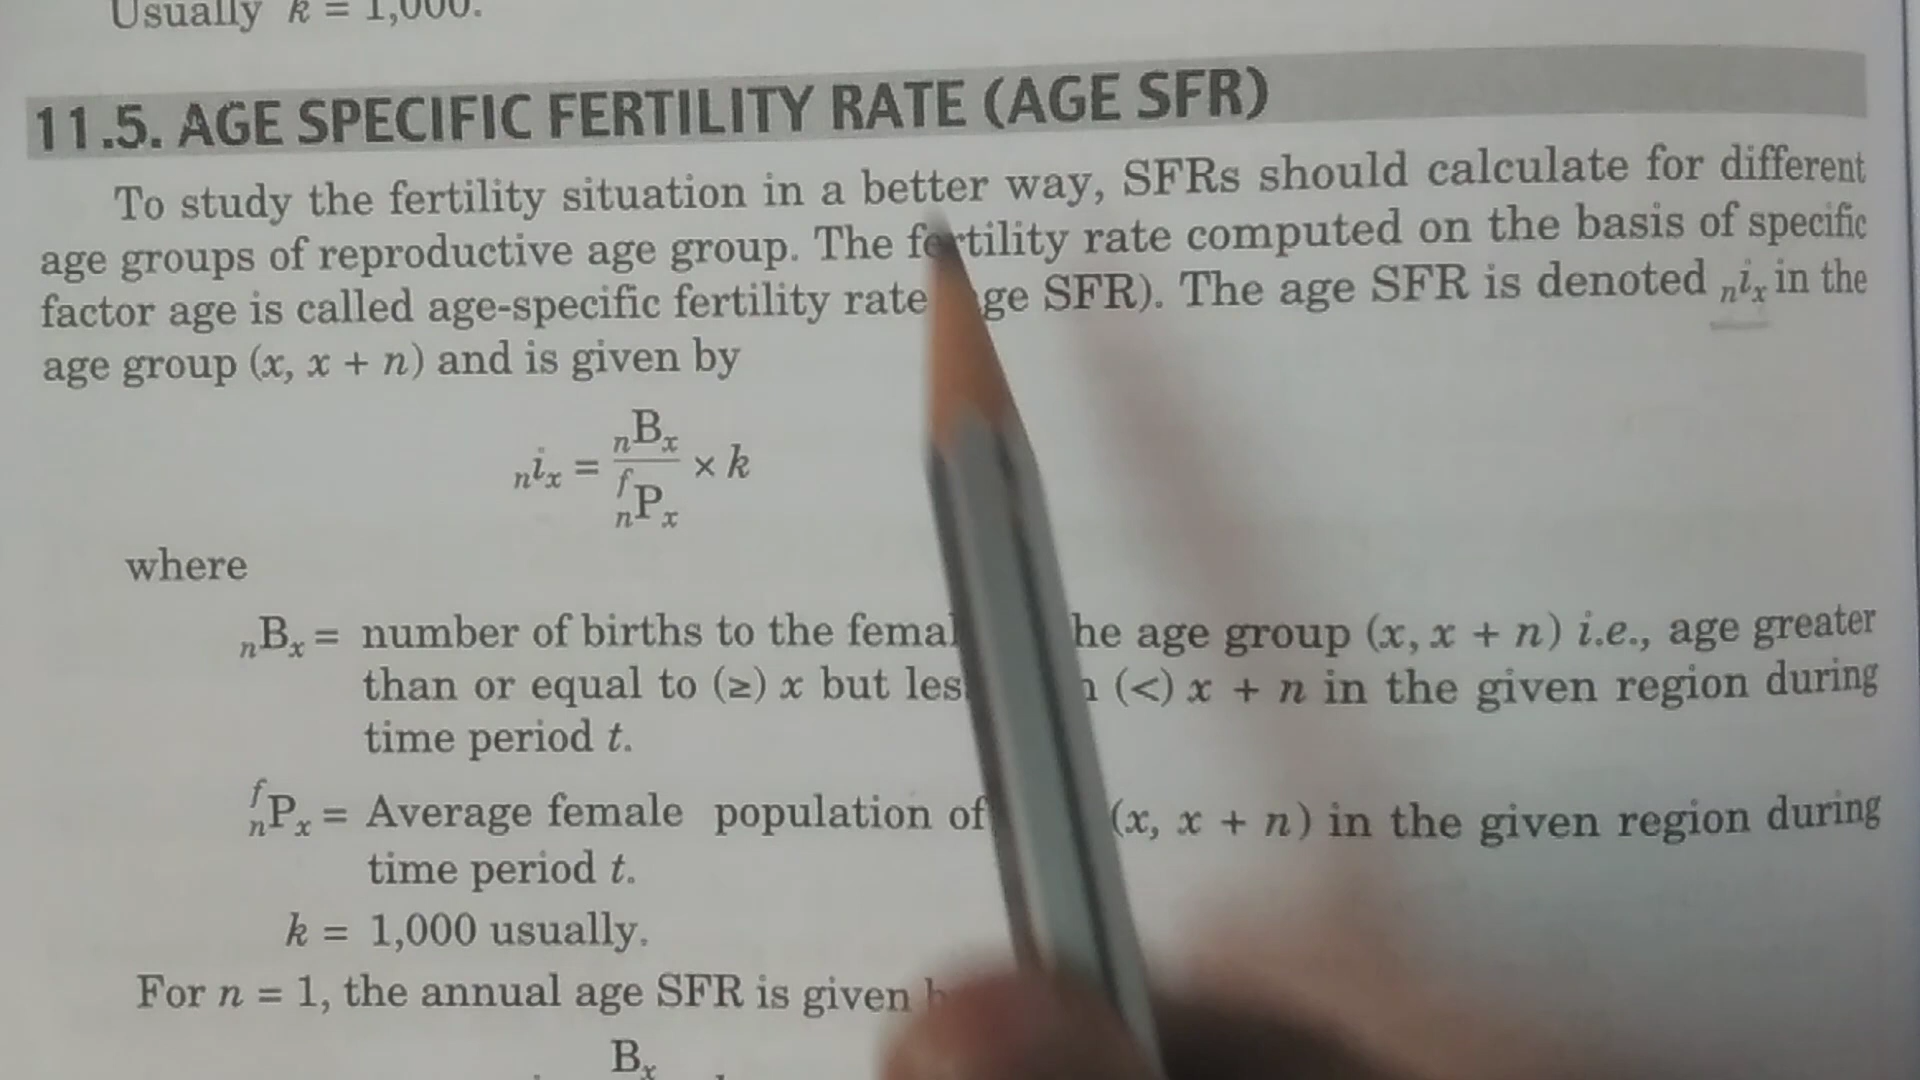 Usually k = 1,000.
11.5. AGE SPECIFIC FERTILITY RATE (AGE SFR)
To study the fertility situation in a better way, SFRs should calculate for different
age groups of reproductive age group. The fertility rate computed on the basis of specific
factor age is called age-specific fertility rate ge SFR). The age SFR is denoted ₙiₓ in the
age group (x, x + n) and is given by
ₙiₓ = ₙBₓ / ᶠₙPₓ × k
where
ₙBₓ = number of births to the femal he age group (x, x + n) i.e., age greater
than or equal to (≥) x but les (<) x + n in the given region during
time period t.
ᶠₙPₓ = Average female population of (x, x + n) in the given region during
time period t.
k = 1,000 usually.
For n = 1, the annual age SFR is given
Bₓ